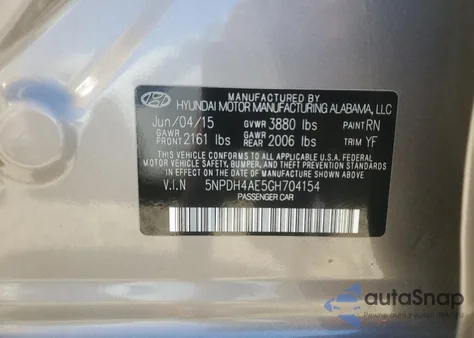 MANUFACTURED BY
HYUNDAI MOTOR MANUFACTURING ALABAMA, LLC
Jun/04/15 GVWR 3880 lbs PAINT RN
GAWR FRONT 2161 lbs GAWR REAR 2006 lbs TRIM YF
THIS VEHICLE CONFORMS TO ALL APPLICABLE U.S. FEDERAL
MOTOR VEHICLE SAFETY, BUMPER, AND THEFT
PREVENTION STANDARDS IN EFFECT ON THE DATE OF
MANUFACTURE SHOWN ABOVE.
V.I.N 5NPDH4AE5GH704154
PASSENGER CAR
autoSnap